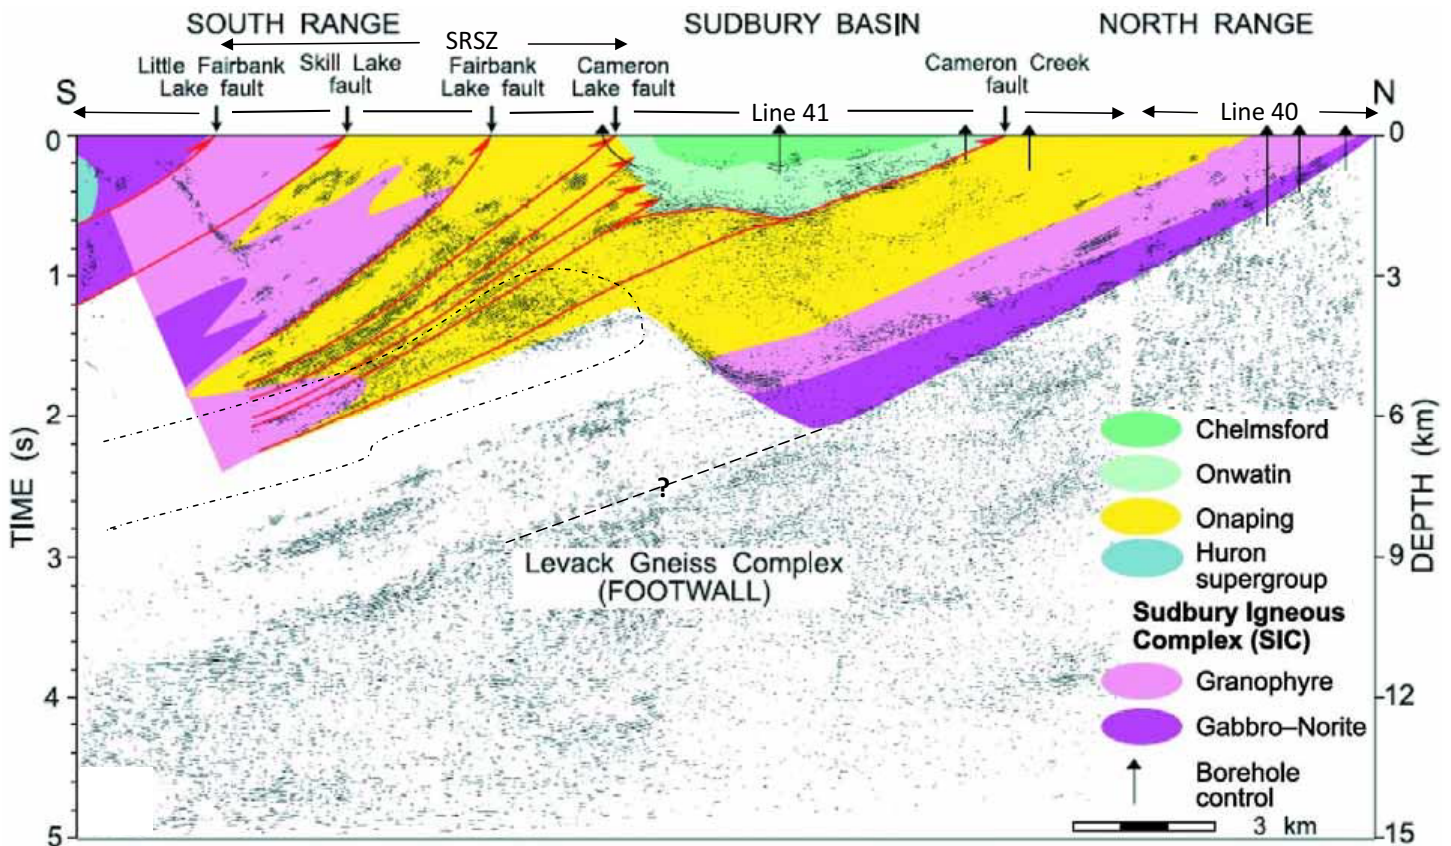 SOUTH RANGE
SUDBURY BASIN
NORTH RANGE
SRSZ
Little Fairbank
Lake fault
Skill Lake
fault
Fairbank
Lake fault
Cameron
Lake fault
Cameron Creek
fault
S
N
Line 41
Line 40
0
1
2
3
4
5
TIME (s)
0
3
6
9
12
15
DEPTH (km)
?
Levack Gneiss Complex
(FOOTWALL)
Chelmsford
Onwatin
Onaping
Huron
supergroup
Sudbury Igneous
Complex (SIC)
Granophyre
Gabbro–Norite
Borehole
control
3 km